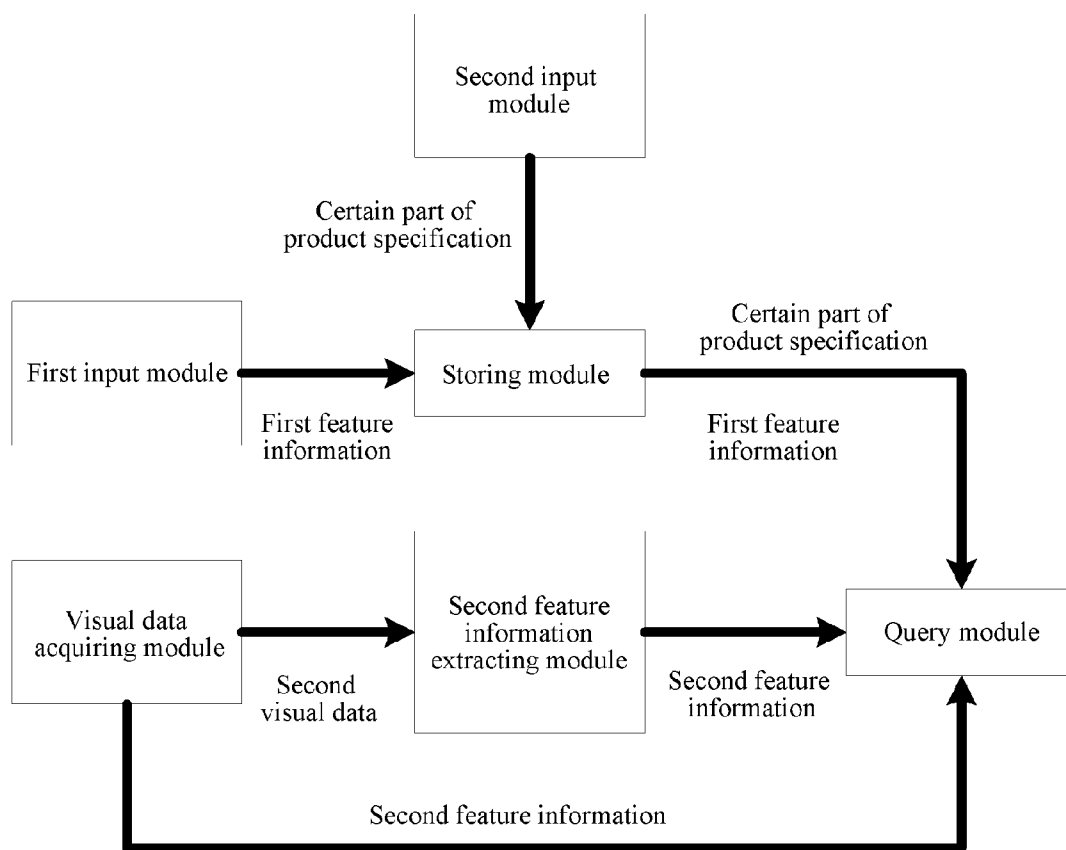 Second input
module
Certain part of
product specification
First input module
Storing module
Certain part of
product specification
First feature
information
First feature
information
Visual data
acquiring module
Second
visual data
Second feature
information
extracting module
Second feature
information
Query module
Second feature information